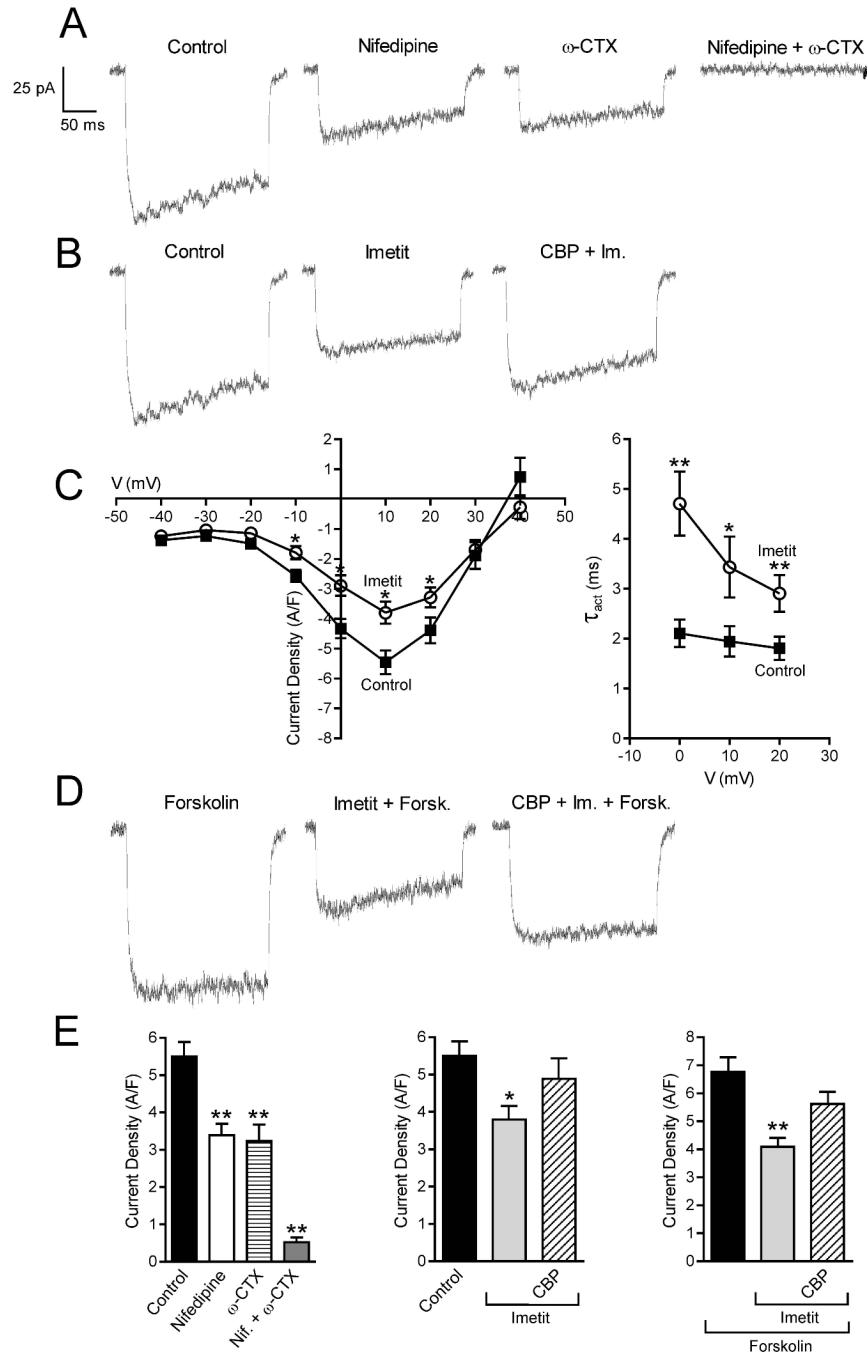 A
Control
Nifedipine
ω-CTX
Nifedipine + ω-CTX
25 pA
50 ms
B
Control
Imetit
CBP + Im.
C
V (mV)
-50 -40 -30 -20 -10 10 20 30 40 50
2
1
-1
-2
-3
-4
-5
-6
-7
-8
Current Density (A/F)
* * * *
Imetit
Control
6
5
4
3
2
1
0
τact (ms)
** * **
Imetit
Control
-10 0 10 20 30
V (mV)
D
Forskolin
Imetit + Forsk.
CBP + Im. + Forsk.
E
6
5
4
3
2
1
0
Current Density (A/F)
** ** **
Control
Nifedipine
ω-CTX
Nif. + ω-CTX
6
5
4
3
2
1
0
Current Density (A/F)
*
Control
CBP
Imetit
8
7
6
5
4
3
2
1
0
Current Density (A/F)
**
CBP
Imetit
Forskolin